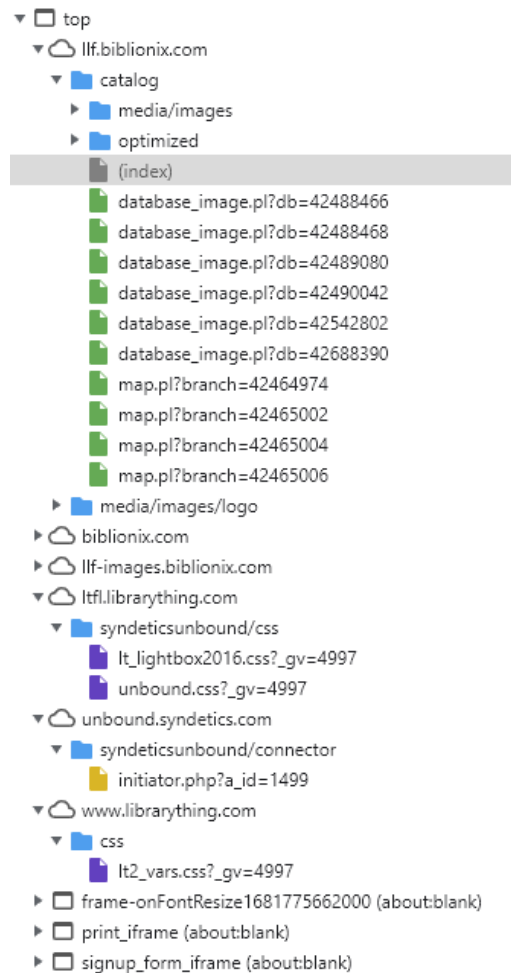 top
llf.biblionix.com
catalog
media/images
optimized
(index)
database_image.pl?db=42488466
database_image.pl?db=42488468
database_image.pl?db=42489080
database_image.pl?db=42490042
database_image.pl?db=42542802
database_image.pl?db=42688390
map.pl?branch=42464974
map.pl?branch=42465002
map.pl?branch=42465004
map.pl?branch=42465006
media/images/logo
biblionix.com
llf-images.biblionix.com
ltfl.librarything.com
syndeticsunbound/css
lt_lightbox2016.css?_gv=4997
unbound.css?_gv=4997
unbound.syndetics.com
syndeticsunbound/connector
initiator.php?a_id=1499
www.librarything.com
css
lt2_vars.css?_gv=4997
frame-onFontResize1681775662000 (about:blank)
print_iframe (about:blank)
signup_form_iframe (about:blank)